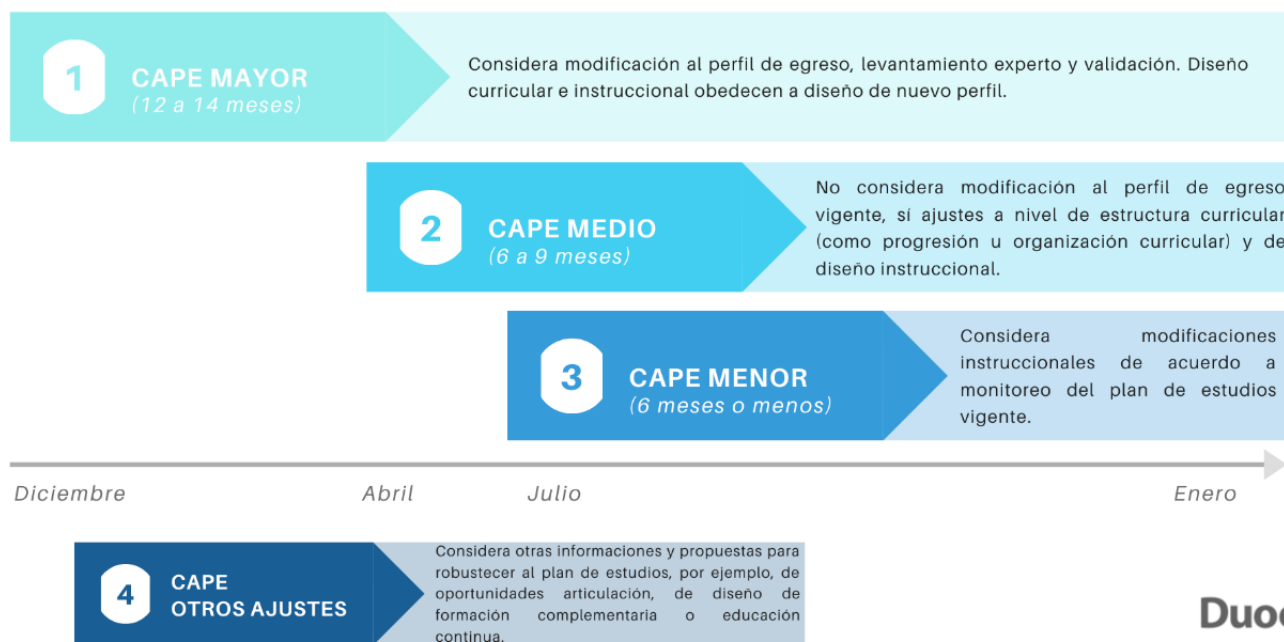 1
CAPE MAYOR
(12 a 14 meses)
Considera modificación al perfil de egreso, levantamiento experto y validación. Diseño
curricular e instruccional obedecen a diseño de nuevo perfil.
2
CAPE MEDIO
(6 a 9 meses)
No considera modificación al perfil de egreso
vigente, sí ajustes a nivel de estructura curricular
(como progresión u organización curricular) y de
diseño instruccional.
3
CAPE MENOR
(6 meses o menos)
Considera modificaciones
instruccionales de acuerdo a
monitoreo del plan de estudios
vigente.
Diciembre Abril Julio Enero
4
CAPE
OTROS AJUSTES
Considera otras informaciones y propuestas para
robustecer al plan de estudios, por ejemplo, de
oportunidades articulación, de diseño de
formación complementaria o educación
continua.
Duoc